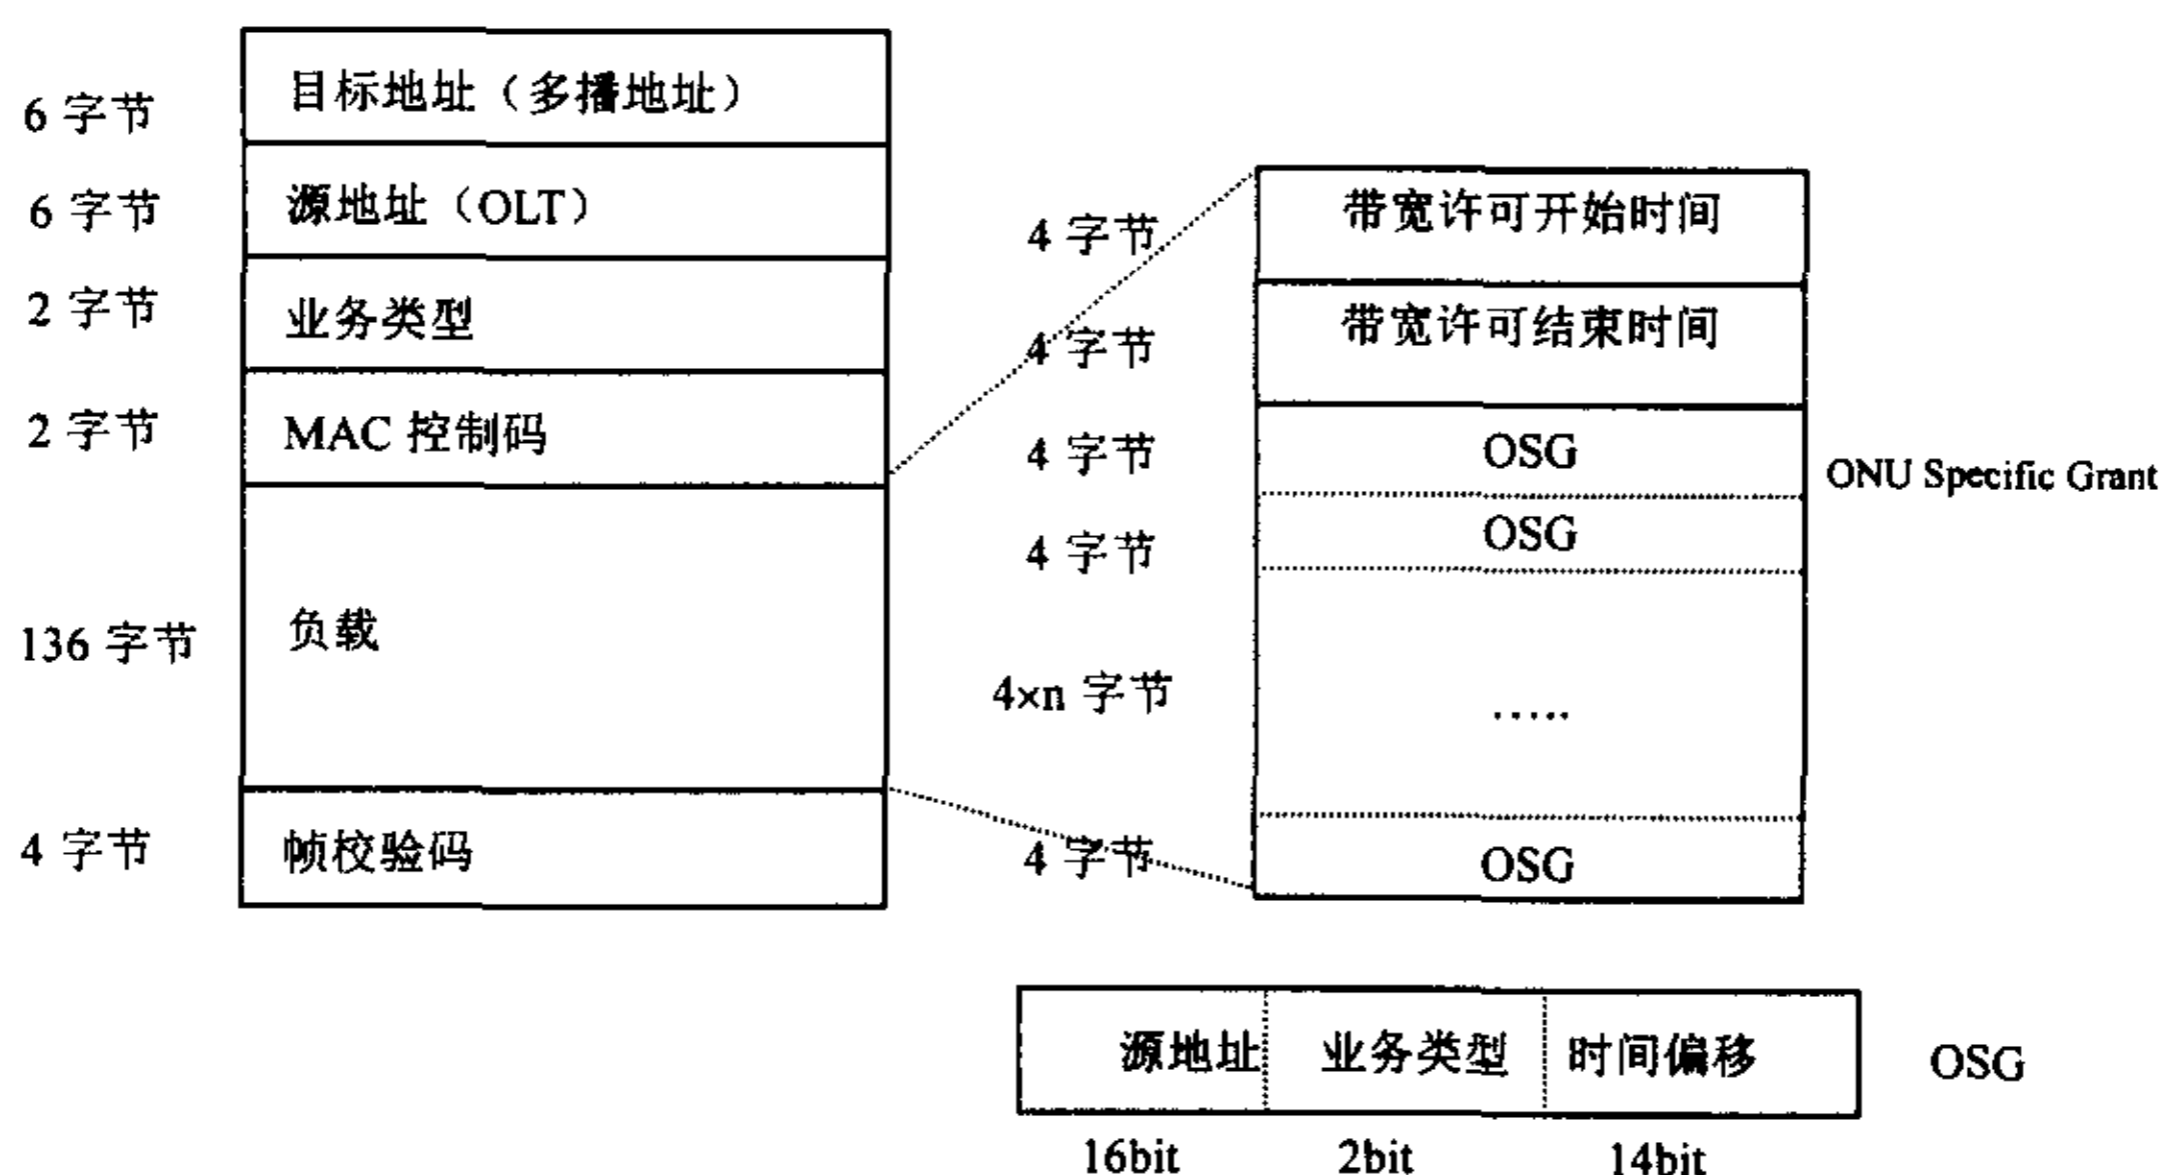 6 字节
目标地址（多播地址）
6 字节
源地址（OLT）
2 字节
业务类型
2 字节
MAC 控制码
136 字节
负载
4 字节
帧校验码
4 字节
带宽许可开始时间
4 字节
带宽许可结束时间
4 字节
OSG
ONU Specific Grant
4 字节
OSG
4×n 字节
.....
4 字节
OSG
源地址
业务类型
时间偏移
OSG
16bit
2bit
14bit